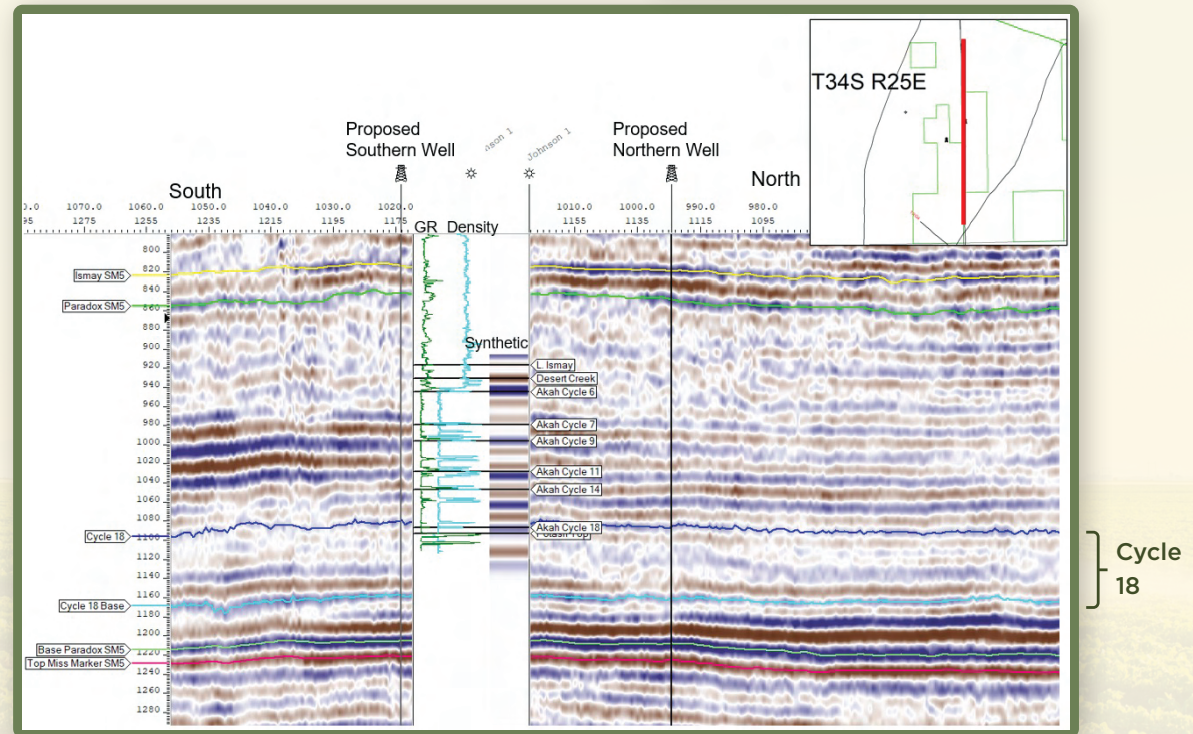 T34S R25E
Proposed
Southern Well
Johnson 1
Proposed
Northern Well
South
North
1070.0 1060.0 1050.0 1040.0 1030.0 1020.0 1010.0 1000.0 990.0 980.0
1275 1255 1235 1215 1195 1175 1155 1135 1115 1095
GR Density
Synthetic
800
820
840
860
880
900
920
940
960
980
1000
1020
1040
1060
1080
1100
1120
1140
1160
1180
1200
1220
1240
1260
1280
Ismay SM5
Paradox SM5
Cycle 18
Cycle 18 Base
Base Paradox SM5
Top Miss Marker SM5
L. Ismay
Desert Creek
Akah Cycle 6
Akah Cycle 7
Akah Cycle 9
Akah Cycle 11
Akah Cycle 14
Akah Cycle 18
Potash Top
Cycle
18